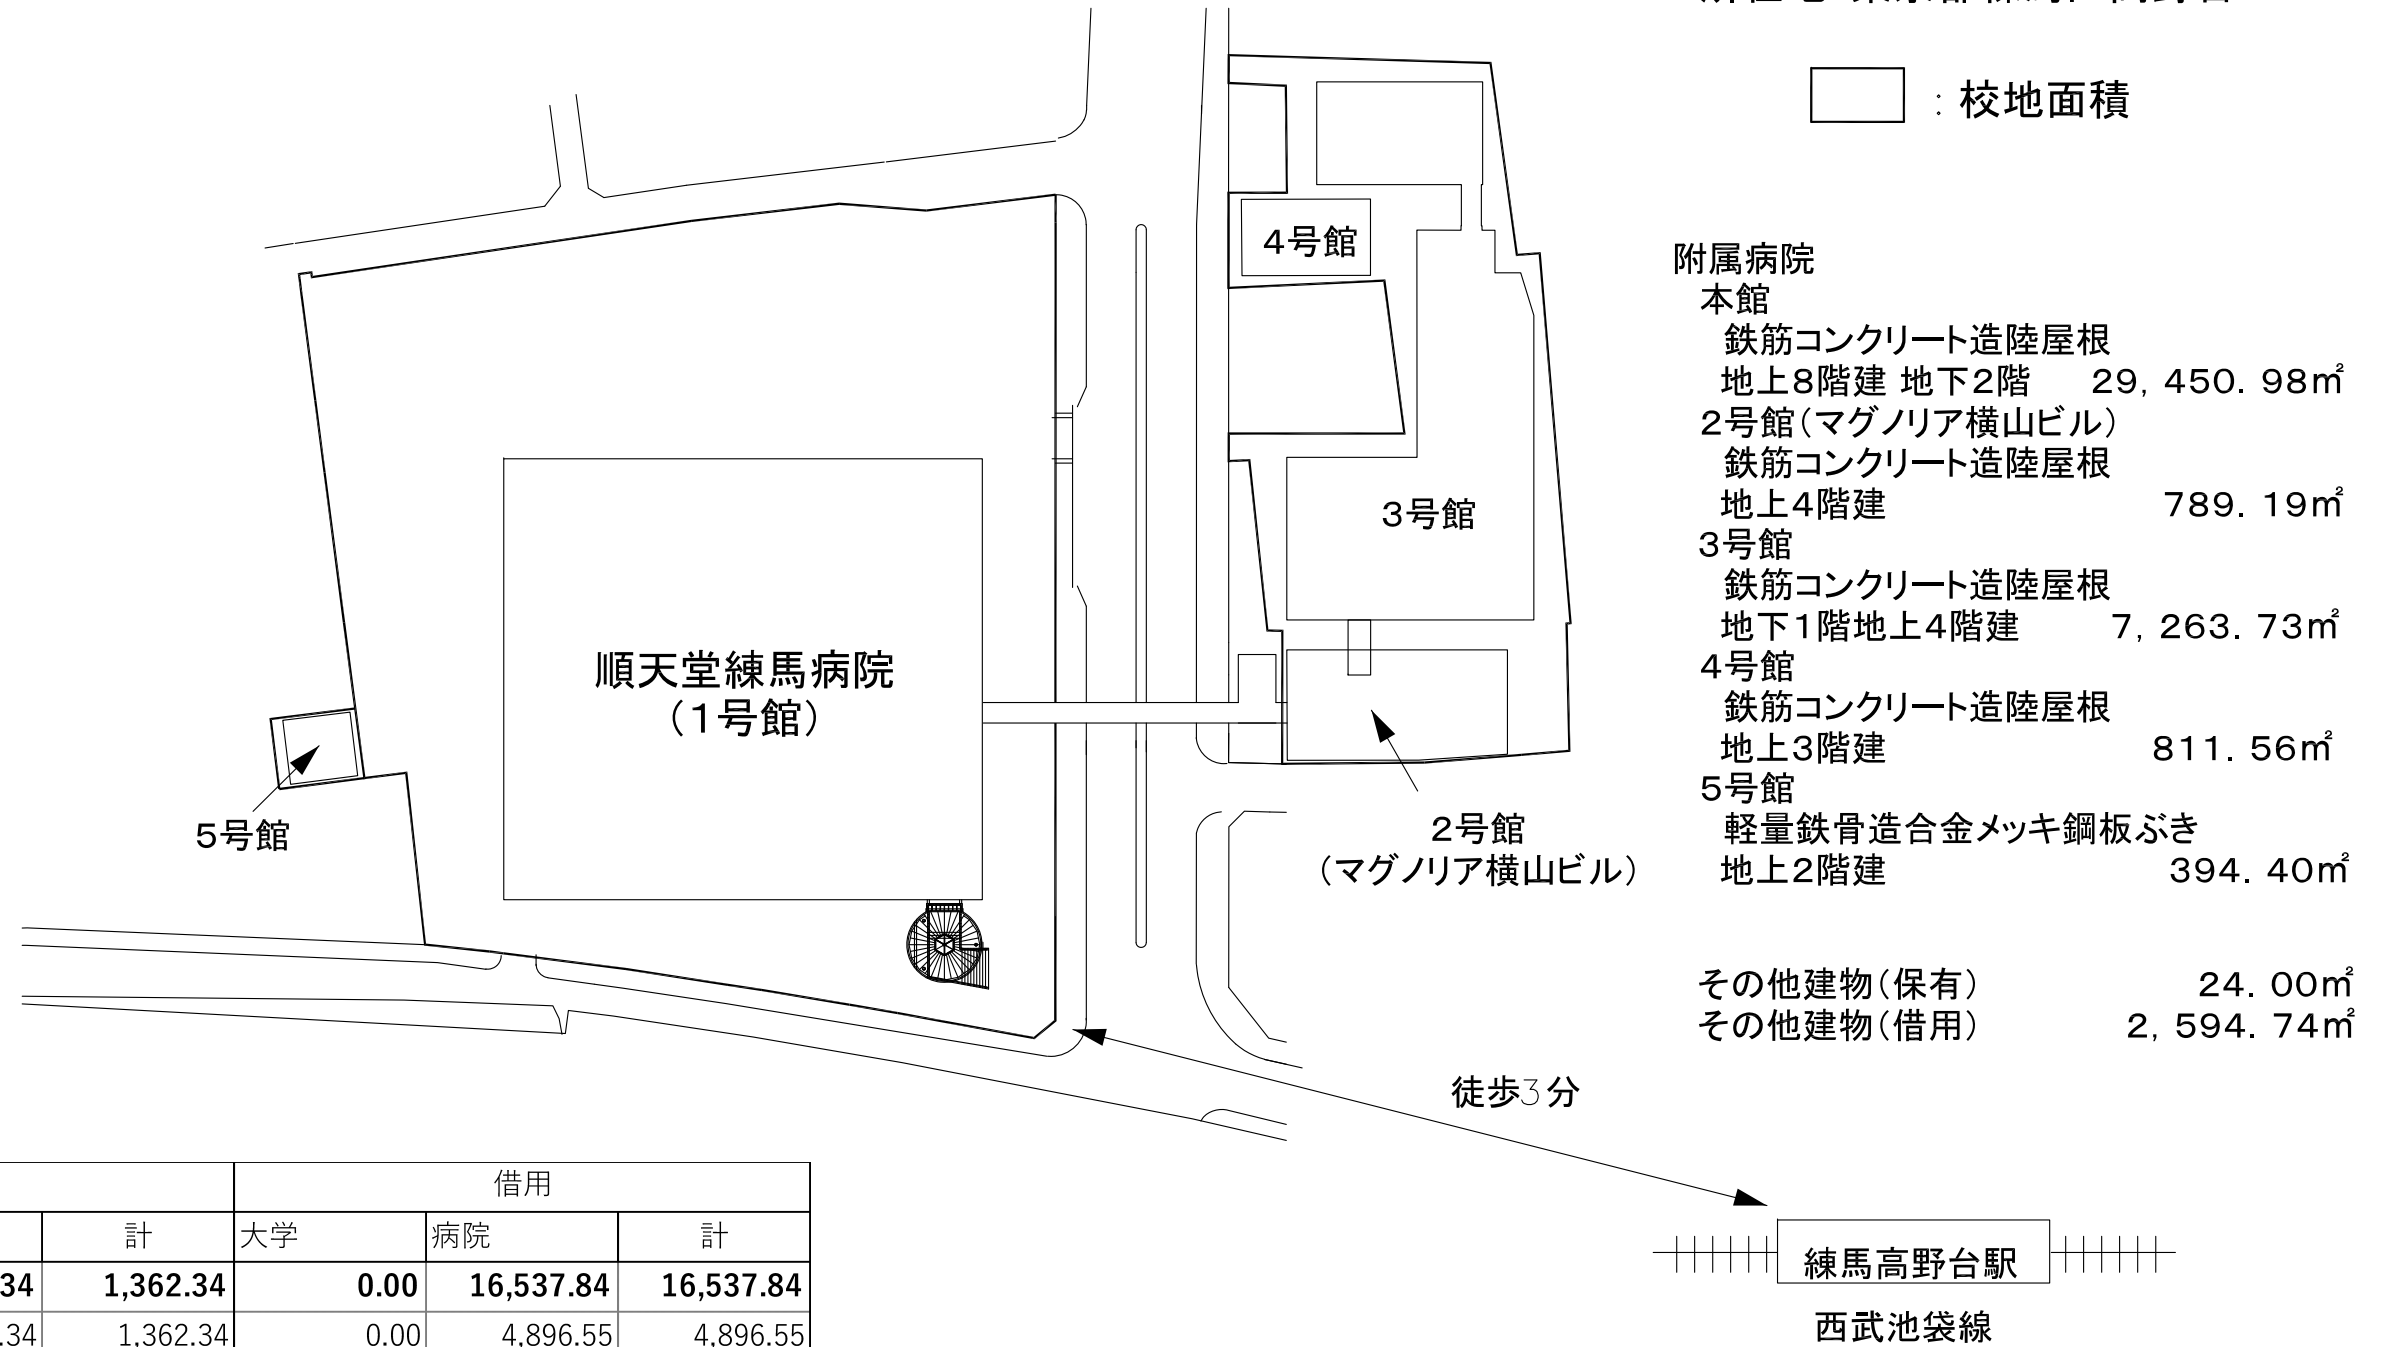 ：校地面積
4号館
附属病院
本館
鉄筋コンクリート造陸屋根
地上8階建 地下2階 29,450.98㎡
2号館(マグノリア横山ビル)
鉄筋コンクリート造陸屋根
地上4階建 789.19㎡
3号館
鉄筋コンクリート造陸屋根
地下1階地上4階建 7,263.73㎡
4号館
鉄筋コンクリート造陸屋根
地上3階建 811.56㎡
5号館
軽量鉄骨造合金メッキ鋼板ぶき
地上2階建 394.40㎡
その他建物(保有) 24.00㎡
その他建物(借用) 2,594.74㎡
3号館
順天堂練馬病院
(1号館)
5号館
2号館
(マグノリア横山ビル)
徒歩3分
練馬高野台駅
西武池袋線
借用
計 大学 病院 計
34 1,362.34 0.00 16,537.84 16,537.84
.34 1,362.34 0.00 4,896.55 4,896.55